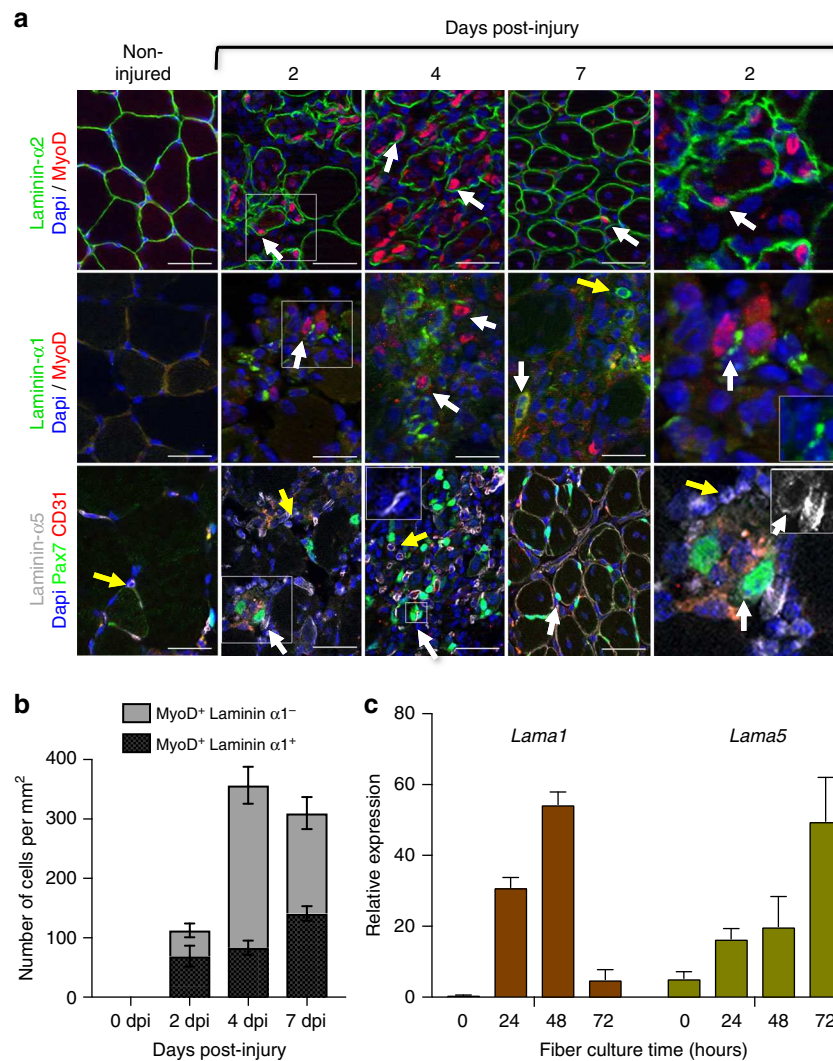 a
Days post-injury
Non-
injured
2
4
7
2
Laminin-α2
Dapi / MyoD
Laminin-α1
Dapi / MyoD
Laminin-α5
Dapi Pax7 CD31
b
MyoD⁺ Laminin α1⁻
MyoD⁺ Laminin α1⁺
Number of cells per mm²
400
300
200
100
0
0 dpi
2 dpi
4 dpi
7 dpi
Days post-injury
c
Relative expression
80
60
40
20
0
Lama1
Lama5
0
24
48
72
0
24
48
72
Fiber culture time (hours)